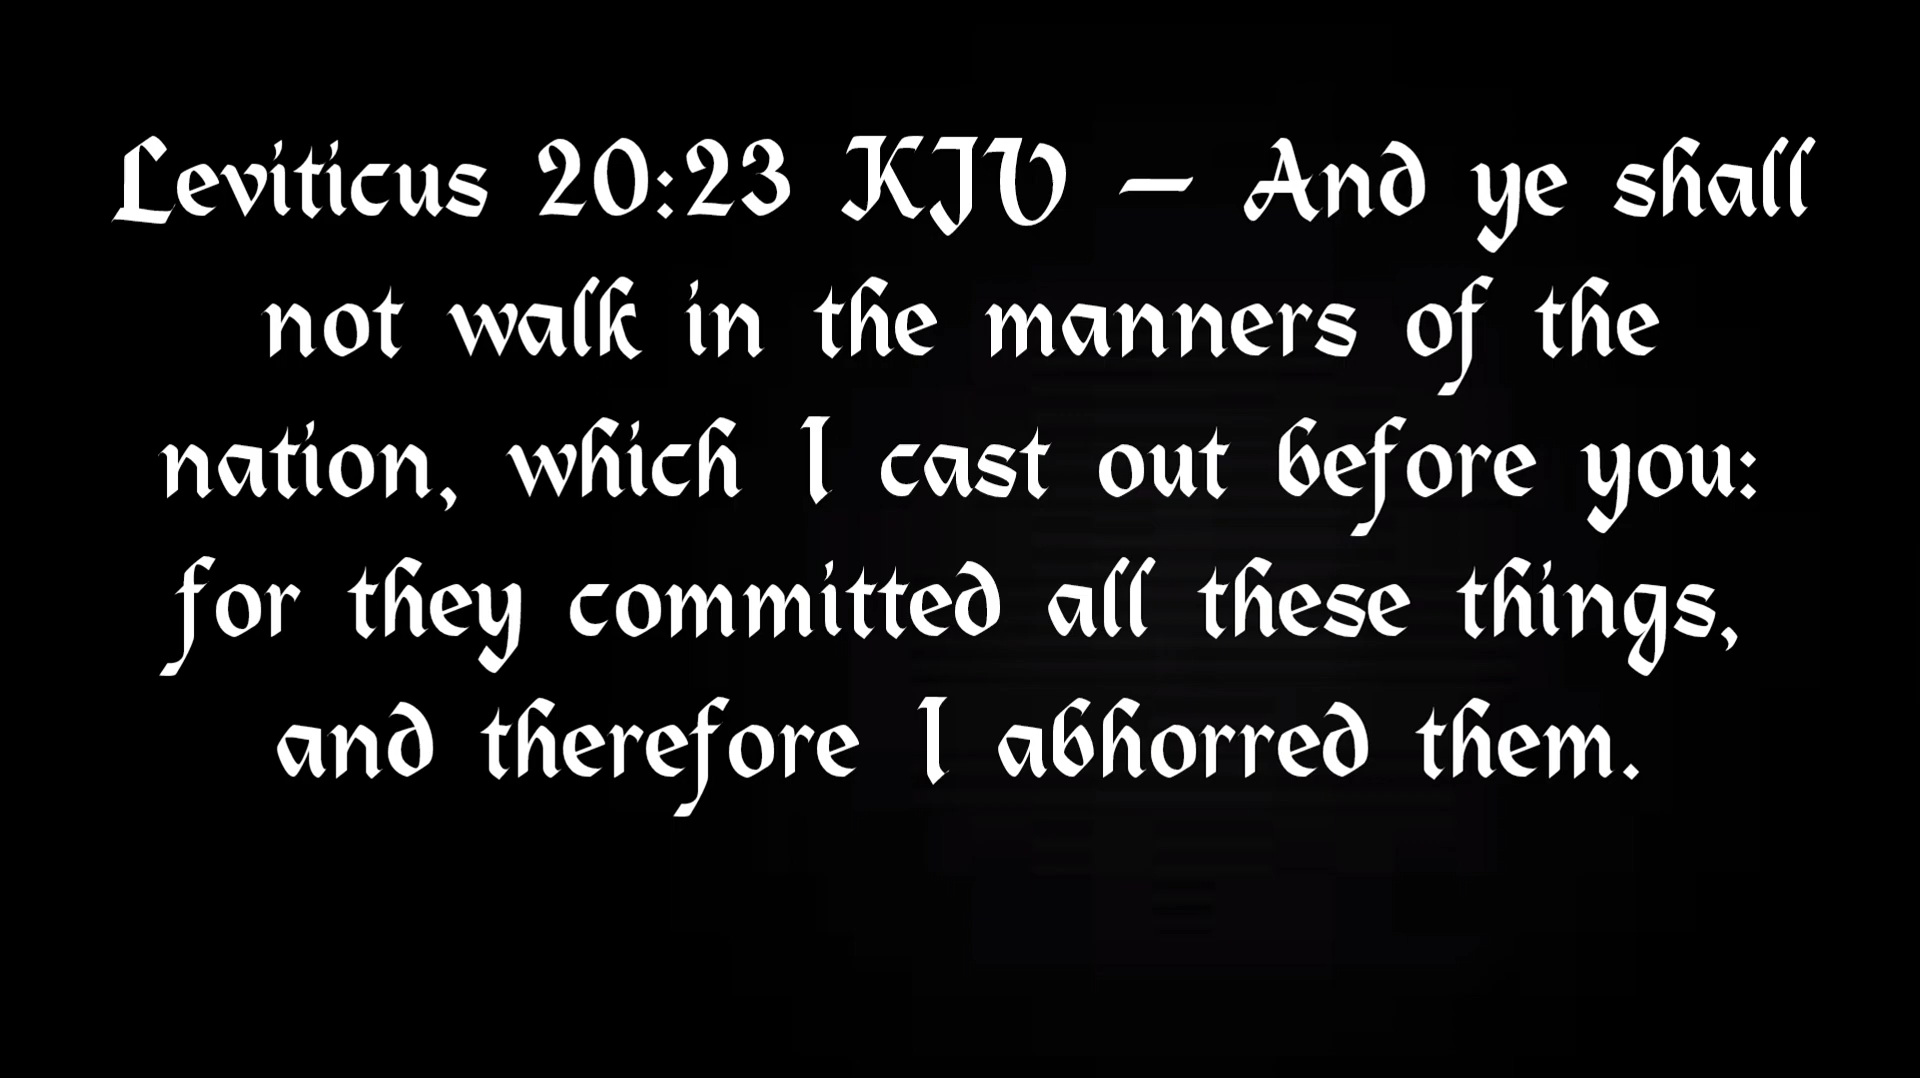 Leviticus 20:23 KJV – And ye shall
not walk in the manners of the
nation, which I cast out before you:
for they committed all these things,
and therefore I abhorred them.